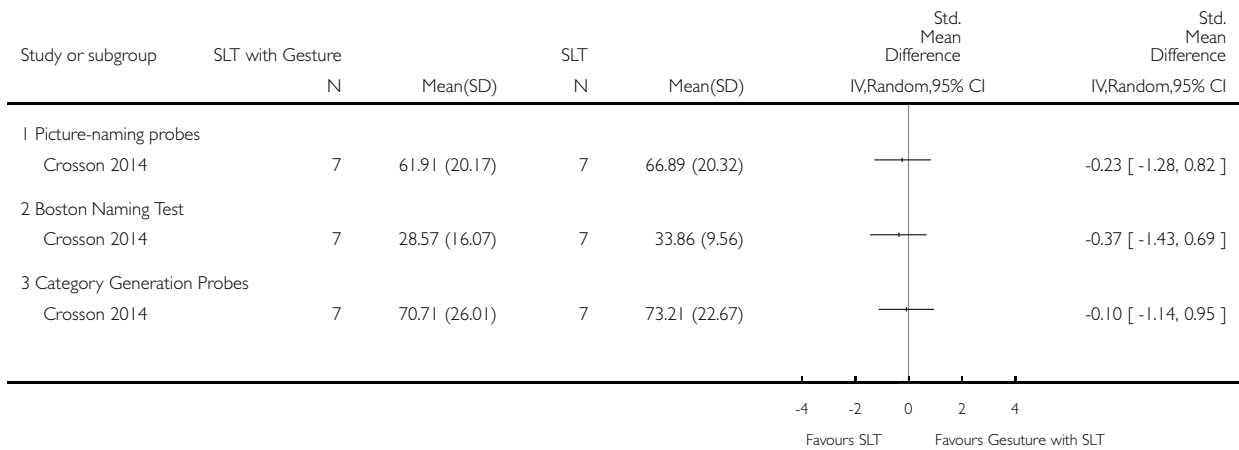 Std. Std.
Mean Mean
Study or subgroup SLT with Gesture SLT Difference Difference
N Mean(SD) N Mean(SD) IV,Random,95% CI IV,Random,95% CI
1 Picture-naming probes
Crosson 2014 7 61.91 (20.17) 7 66.89 (20.32) -0.23 [ -1.28, 0.82 ]
2 Boston Naming Test
Crosson 2014 7 28.57 (16.07) 7 33.86 (9.56) -0.37 [ -1.43, 0.69 ]
3 Category Generation Probes
Crosson 2014 7 70.71 (26.01) 7 73.21 (22.67) -0.10 [ -1.14, 0.95 ]
-4 -2 0 2 4
Favours SLT Favours Gesuture with SLT